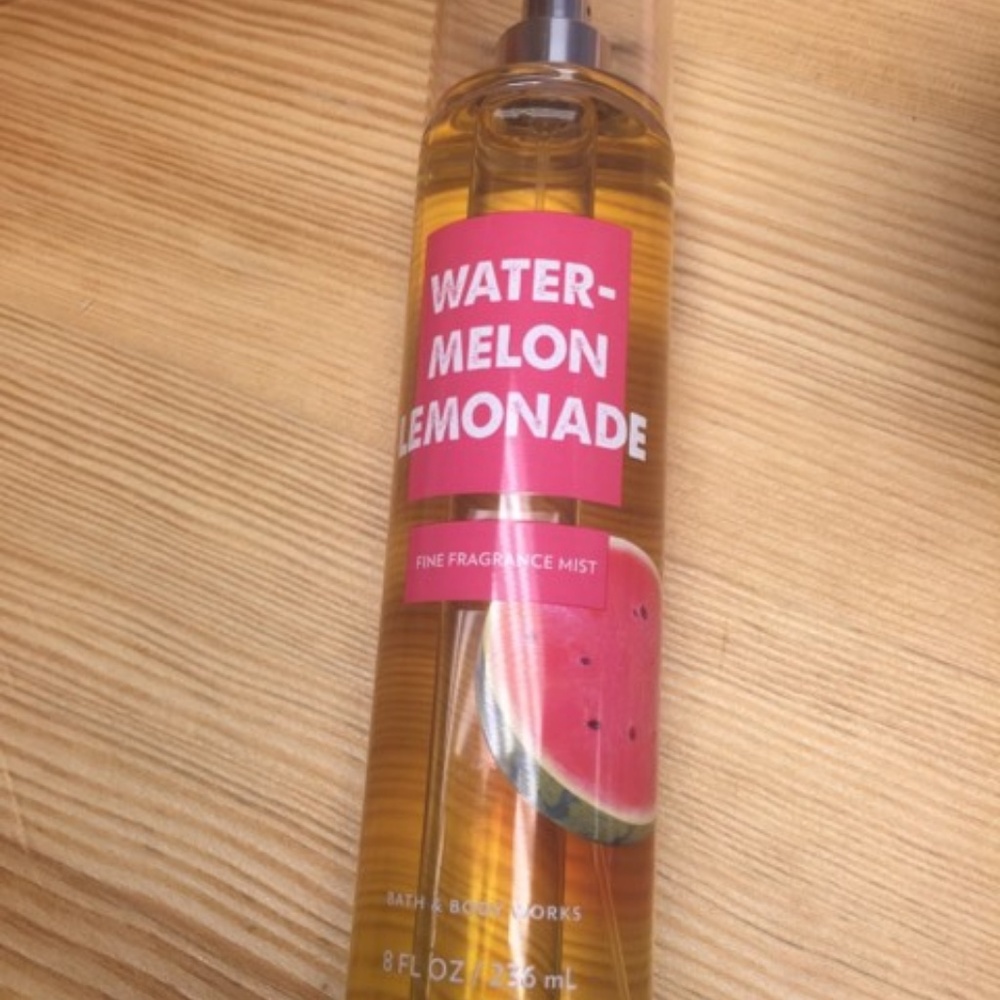 WATER-
MELON
LEMONADE
FINE FRAGRANCE MIST
BATH & BODY WORKS
8 FL OZ / 236 mL